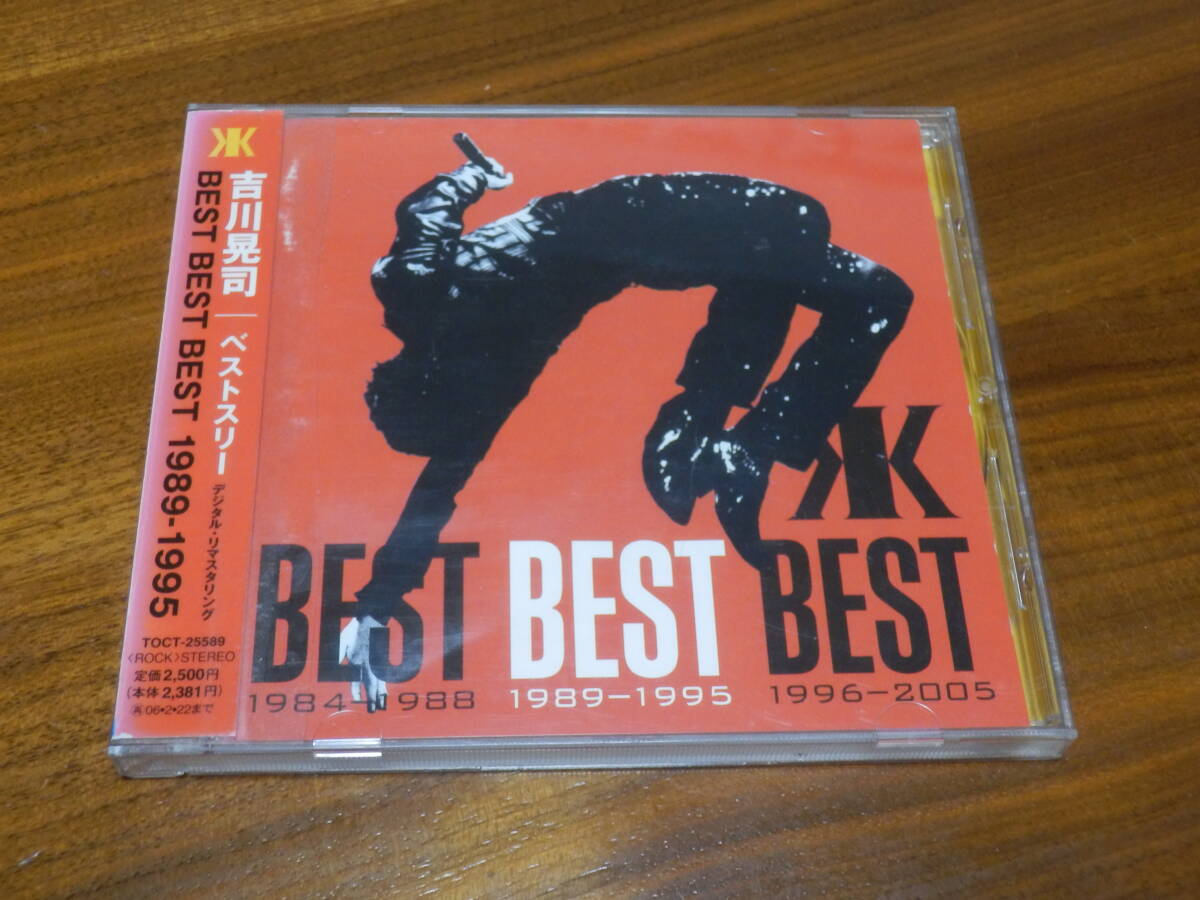 KK
吉川晃司 | ベストスリー デジタル・リマスタリング
BEST BEST BEST 1989-1995
TOCT-25589
〈ROCK〉STEREO
定価2,500円
(本体2,381円)
再06・2・22まで
KK
BEST BEST BEST
1984-1988 1989-1995 1996-2005